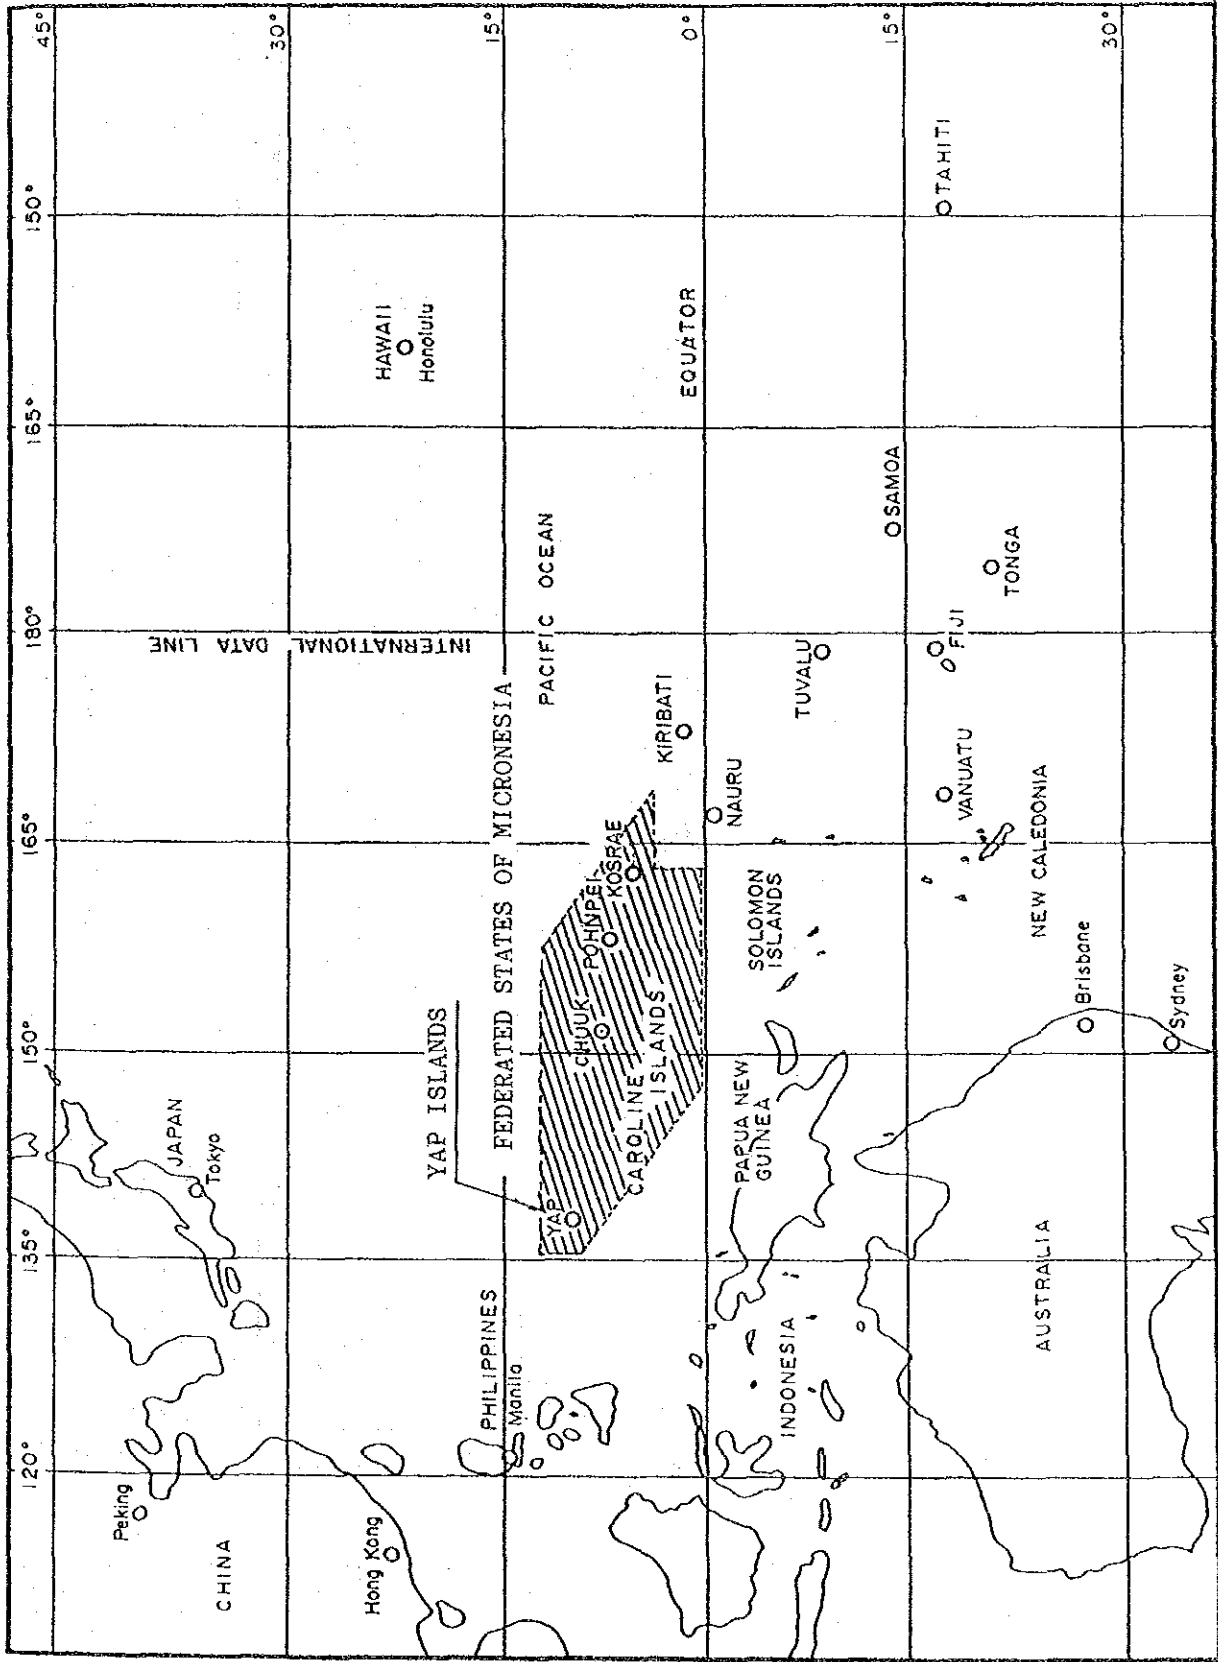 120°
135°
150°
165°
180°
165°
150°
45°
30°
15°
0°
15°
30°
Peking
CHINA
Hong Kong
JAPAN
Tokyo
INTERNATIONAL DATA LINE
HAWAII
Honolulu
PHILIPPINES
Manila
YAP ISLANDS
FEDERATED STATES OF MICRONESIA
PACIFIC OCEAN
YAP
CHUUK
POHNPEI
KOSRAE
CAROLINE
ISLANDS
KIRIBATI
EQUATOR
NAURU
INDONESIA
PAPUA NEW
GUINEA
SOLOMON
ISLANDS
TUVALU
SAMOA
TAHITI
VANUATU
FIJI
TONGA
NEW CALEDONIA
AUSTRALIA
Brisbane
Sydney